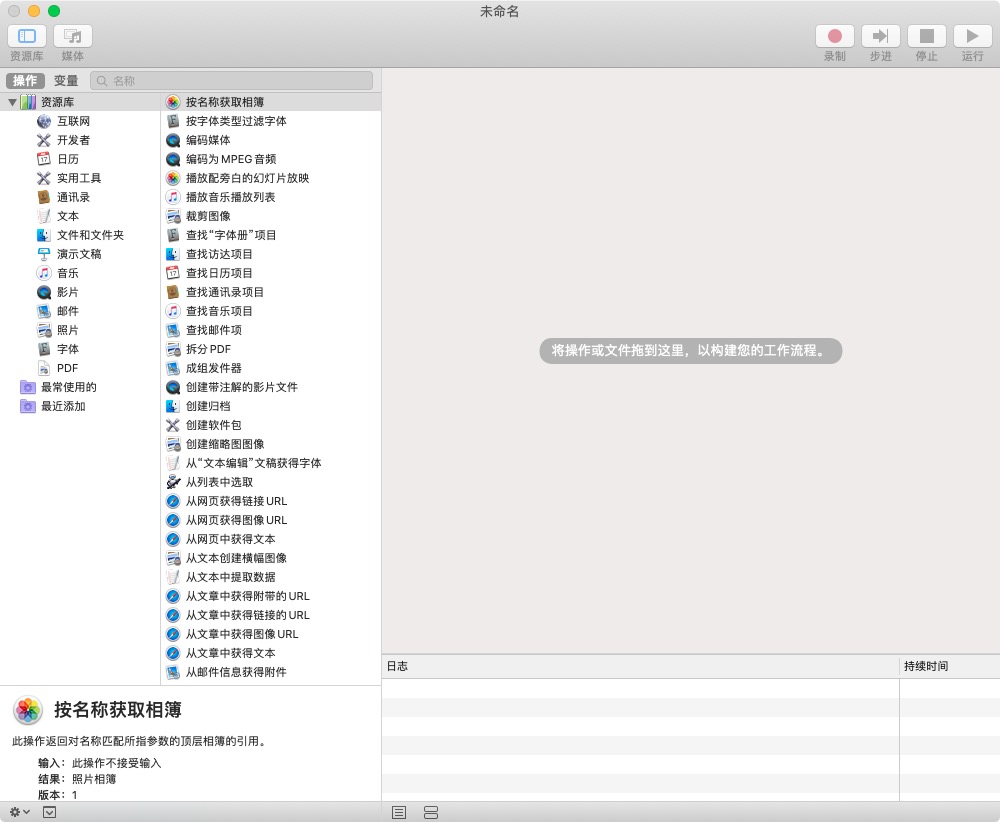 未命名
资源库
媒体
录制
步进
停止
运行
操作
变量
名称
资源库
17
互联网
开发者
日历
实用工具
通讯录
文本
文件和文件夹
演示文稿
音乐
影片
邮件
照片
字体
PDF
最常使用的
最近添加
按名称获取相簿
按字体类型过滤字体
编码媒体
编码为 MPEG 音频
播放配旁白的幻灯片放映
播放音乐播放列表
裁剪图像
查找“字体册”项目
查找访达项目
查找日历项目
17
查找通讯录项目
查找音乐项目
查找邮件项
拆分 PDF
成组发件器
创建带注解的影片文件
创建归档
创建软件包
创建缩略图图像
从“文本编辑”文稿获得字体
从列表中选取
从网页获得链接 URL
从网页获得图像 URL
从网页中获得文本
从文本创建横幅图像
从文本中提取数据
从文章中获得附带的 URL
从文章中获得链接的 URL
从文章中获得图像 URL
从文章中获得文本
从邮件信息获得附件
将操作或文件拖到这里，以构建您的工作流程。
日志
持续时间
按名称获取相簿
此操作返回对名称匹配所指参数的顶层相簿的引用。
输入： 此操作不接受输入
结果： 照片相簿
版本： 1